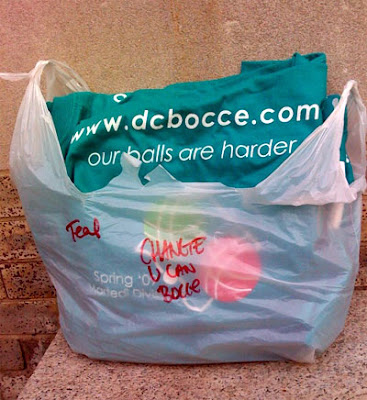 www.dcbocce.com
our balls are harder
Teal
CHANGE
U CAN
BOCCE
Spring